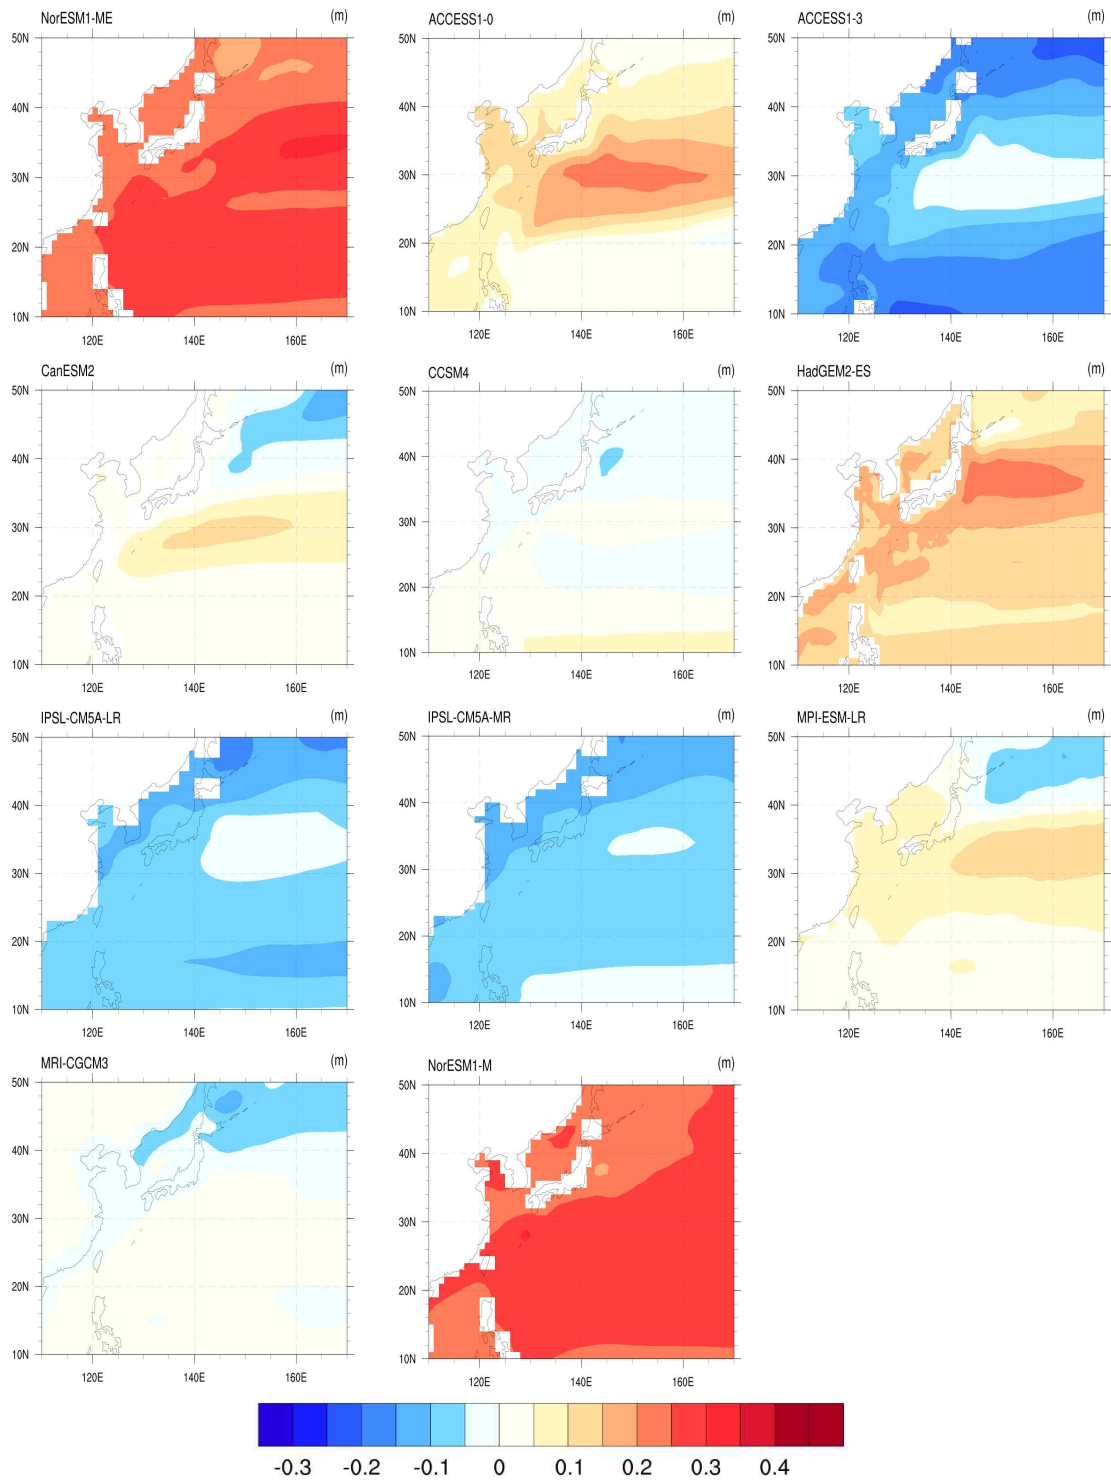 NorESM1-ME (m) ACCESS1-0 (m) ACCESS1-3 (m)
50N 50N 50N
40N 40N 40N
30N 30N 30N
20N 20N 20N
10N 10N 10N
120E 140E 160E 120E 140E 160E 120E 140E 160E
CanESM2 (m) CCSM4 (m) HadGEM2-ES (m)
50N 50N 50N
40N 40N 40N
30N 30N 30N
20N 20N 20N
10N 10N 10N
120E 140E 160E 120E 140E 160E 120E 140E 160E
IPSL-CM5A-LR (m) IPSL-CM5A-MR (m) MPI-ESM-LR (m)
50N 50N 50N
40N 40N 40N
30N 30N 30N
20N 20N 20N
10N 10N 10N
120E 140E 160E 120E 140E 160E 120E 140E 160E
MRI-CGCM3 (m) NorESM1-M (m)
50N 50N
40N 40N
30N 30N
20N 20N
10N 10N
120E 140E 160E 120E 140E 160E
-0.3 -0.2 -0.1 0 0.1 0.2 0.3 0.4